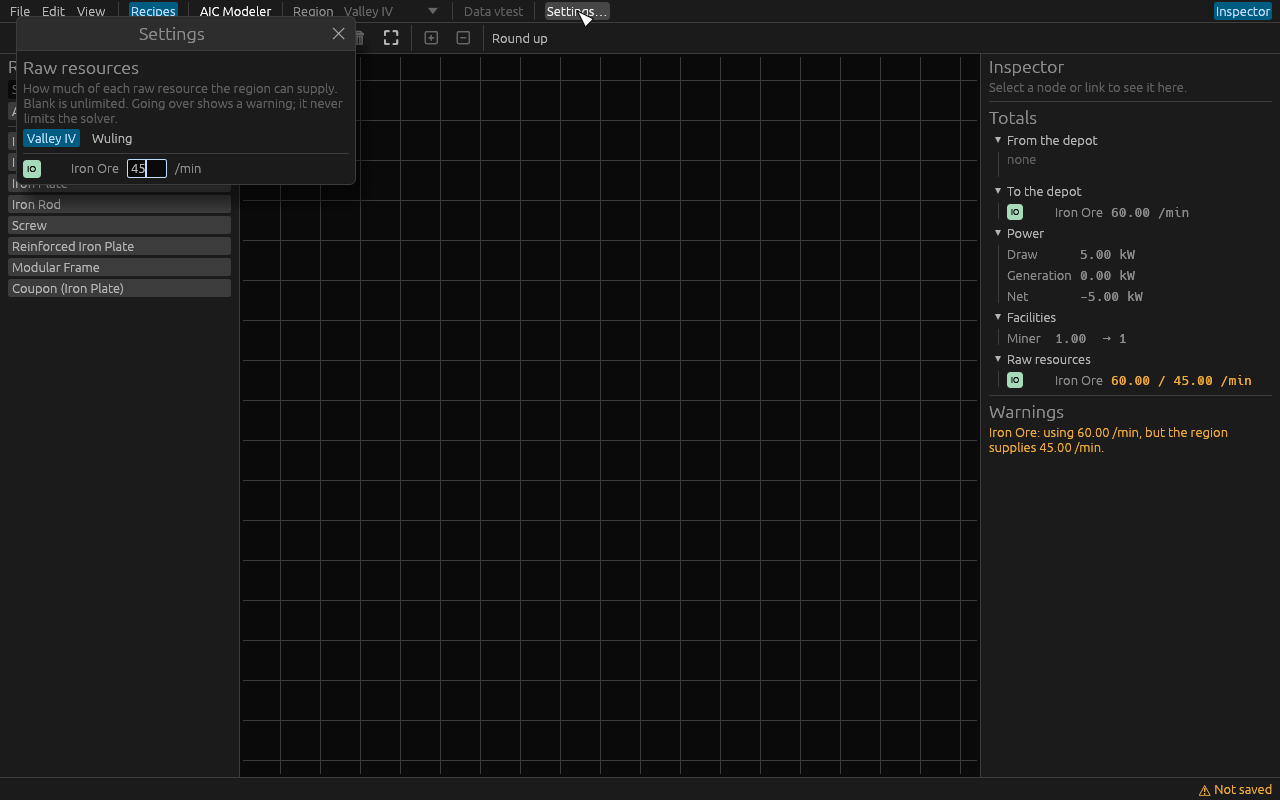 File Edit View Recipes AIC Modeler Region Valley IV Data vtest Settings... Inspector
Settings
Round up
Raw resources
How much of each raw resource the region can supply.
Blank is unlimited. Going over shows a warning; it never
limits the solver.
Valley IV Wuling
IO Iron Ore 45 /min
Iron Plate
Iron Rod
Screw
Reinforced Iron Plate
Modular Frame
Coupon (Iron Plate)
Inspector
Select a node or link to see it here.
Totals
From the depot
none
To the depot
IO Iron Ore 60.00 /min
Power
Draw 5.00 kW
Generation 0.00 kW
Net −5.00 kW
Facilities
Miner 1.00 → 1
Raw resources
IO Iron Ore 60.00 / 45.00 /min
Warnings
Iron Ore: using 60.00 /min, but the region
supplies 45.00 /min.
⚠ Not saved